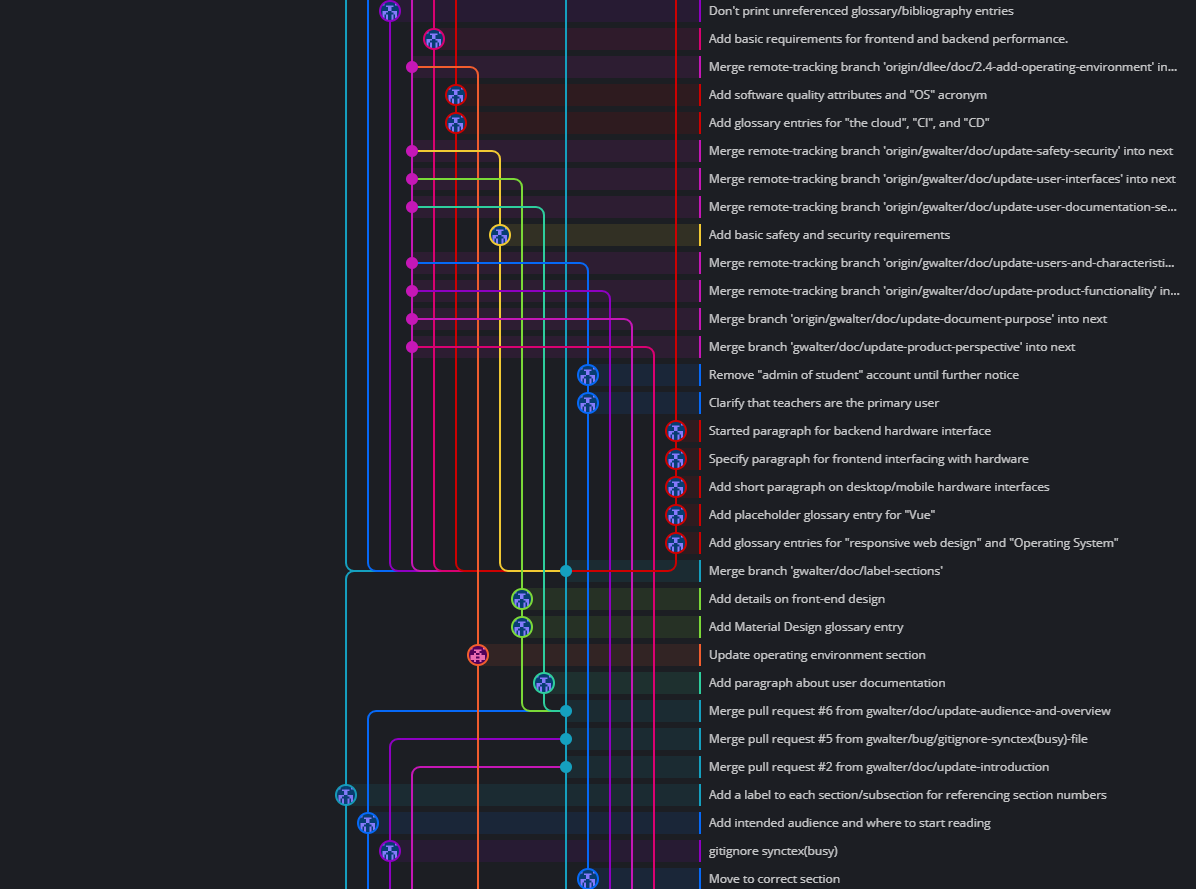 Don't print unreferenced glossary/bibliography entries
Add basic requirements for frontend and backend performance.
Merge remote-tracking branch 'origin/dlee/doc/2.4-add-operating-environment' in...
Add software quality attributes and "OS" acronym
Add glossary entries for "the cloud", "CI", and "CD"
Merge remote-tracking branch 'origin/gwalter/doc/update-safety-security' into next
Merge remote-tracking branch 'origin/gwalter/doc/update-user-interfaces' into next
Merge remote-tracking branch 'origin/gwalter/doc/update-user-documentation-se...
Add basic safety and security requirements
Merge remote-tracking branch 'origin/gwalter/doc/update-users-and-characteristi...
Merge remote-tracking branch 'origin/gwalter/doc/update-product-functionality' in...
Merge branch 'origin/gwalter/doc/update-document-purpose' into next
Merge branch 'gwalter/doc/update-product-perspective' into next
Remove "admin of student" account until further notice
Clarify that teachers are the primary user
Started paragraph for backend hardware interface
Specify paragraph for frontend interfacing with hardware
Add short paragraph on desktop/mobile hardware interfaces
Add placeholder glossary entry for "Vue"
Add glossary entries for "responsive web design" and "Operating System"
Merge branch 'gwalter/doc/label-sections'
Add details on front-end design
Add Material Design glossary entry
Update operating environment section
Add paragraph about user documentation
Merge pull request #6 from gwalter/doc/update-audience-and-overview
Merge pull request #5 from gwalter/bug/gitignore-synctex(busy)-file
Merge pull request #2 from gwalter/doc/update-introduction
Add a label to each section/subsection for referencing section numbers
Add intended audience and where to start reading
gitignore synctex(busy)
Move to correct section